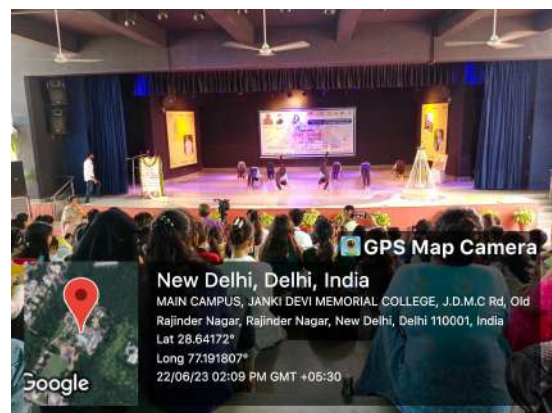 GPS Map Camera
New Delhi, Delhi, India
MAIN CAMPUS, JANKI DEVI MEMORIAL COLLEGE, J.D.M.C Rd, Old
Rajinder Nagar, Rajinder Nagar, New Delhi, Delhi 110001, India
Lat 28.64172°
Long 77.191807°
22/06/23 02:09 PM GMT +05:30
Google